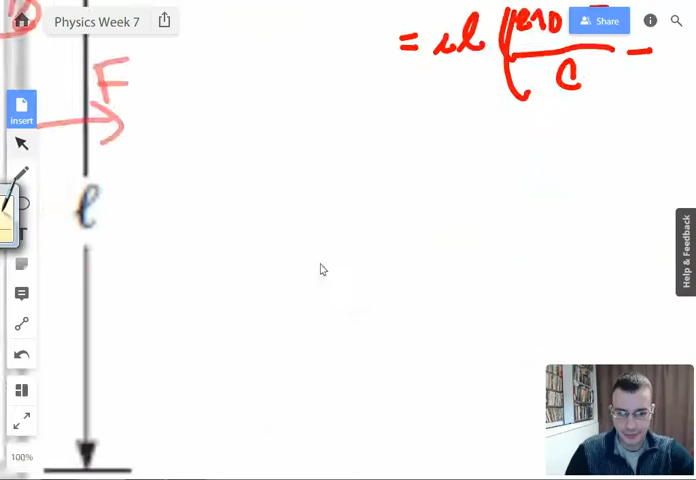 Physics Week 7
Share
= il (
C
F
insert
l
Help & Feedback
100%